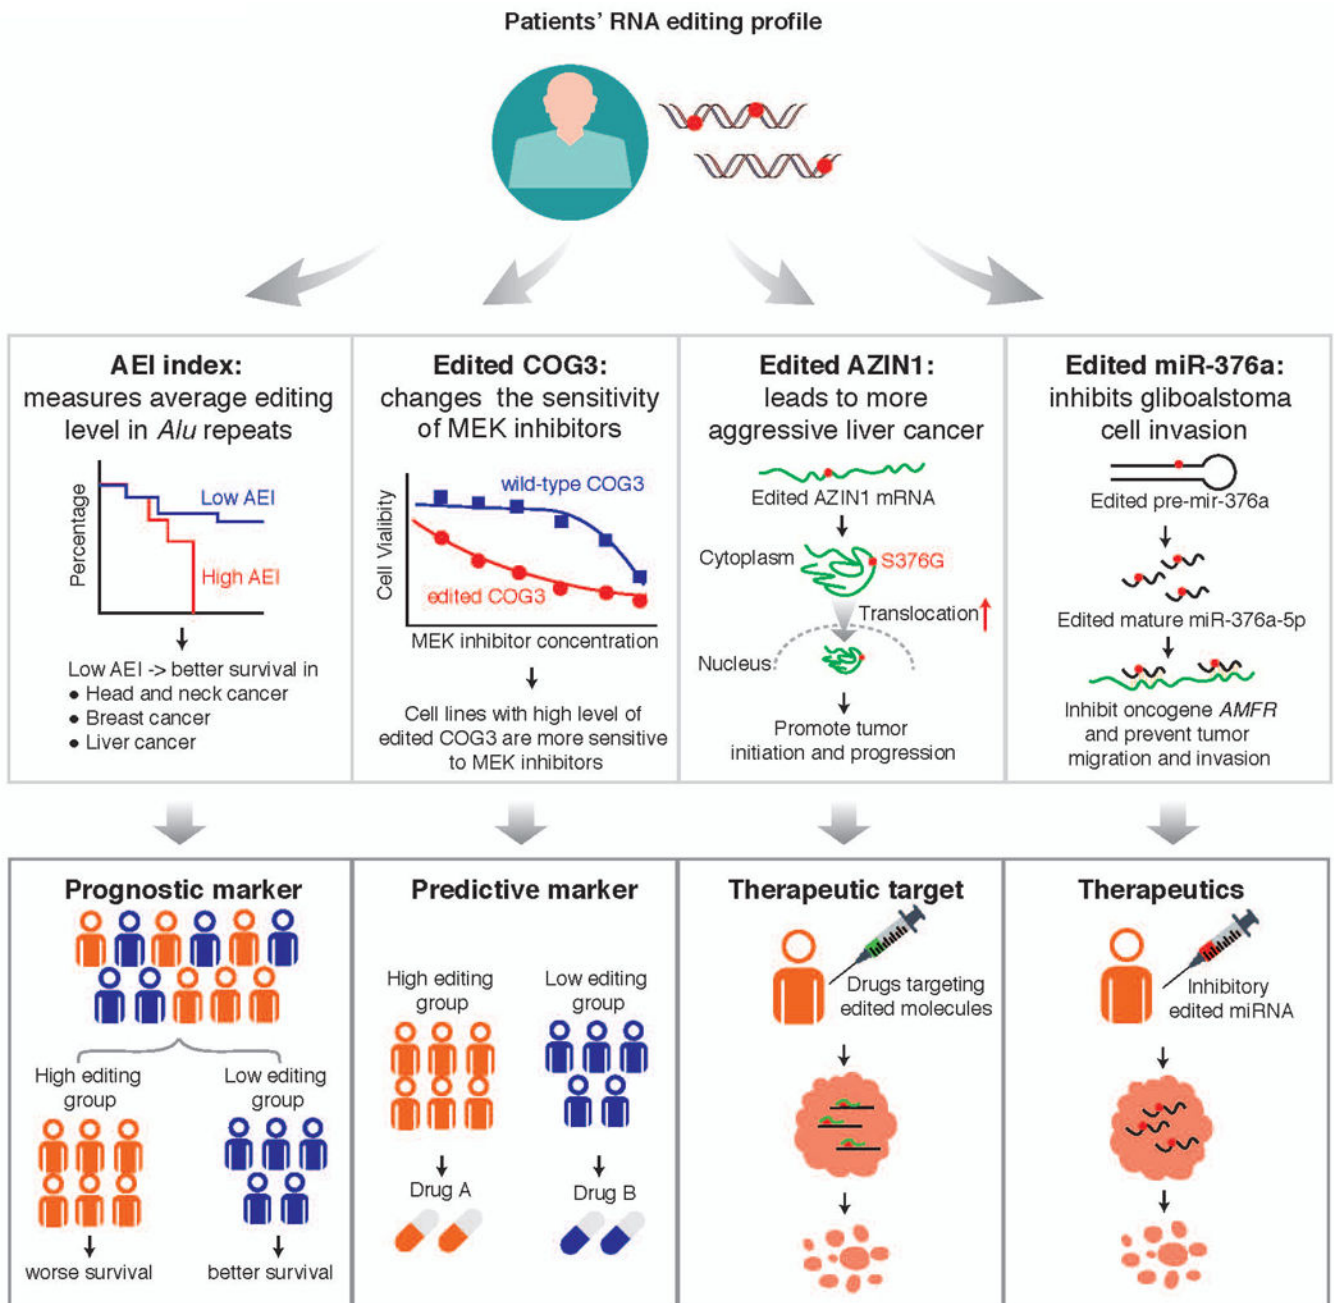 Patients' RNA editing profile
AEI index:
measures average editing
level in Alu repeats
Percentage
Low AEI
High AEI
Low AEI -> better survival in
● Head and neck cancer
● Breast cancer
● Liver cancer
Edited COG3:
changes the sensitivity
of MEK inhibitors
Cell Vialibity
wild-type COG3
edited COG3
MEK inhibitor concentration
Cell lines with high level of
edited COG3 are more sensitive
to MEK inhibitors
Edited AZIN1:
leads to more
aggressive liver cancer
Edited AZIN1 mRNA
Cytoplasm
S376G
Translocation
Nucleus
Promote tumor
initiation and progression
Edited miR-376a:
inhibits gliboalstoma
cell invasion
Edited pre-mir-376a
Edited mature miR-376a-5p
Inhibit oncogene AMFR
and prevent tumor
migration and invasion
Prognostic marker
High editing
group
Low editing
group
worse survival
better survival
Predictive marker
High editing
group
Low editing
group
Drug A
Drug B
Therapeutic target
Drugs targeting
edited molecules
Therapeutics
Inhibitory
edited miRNA